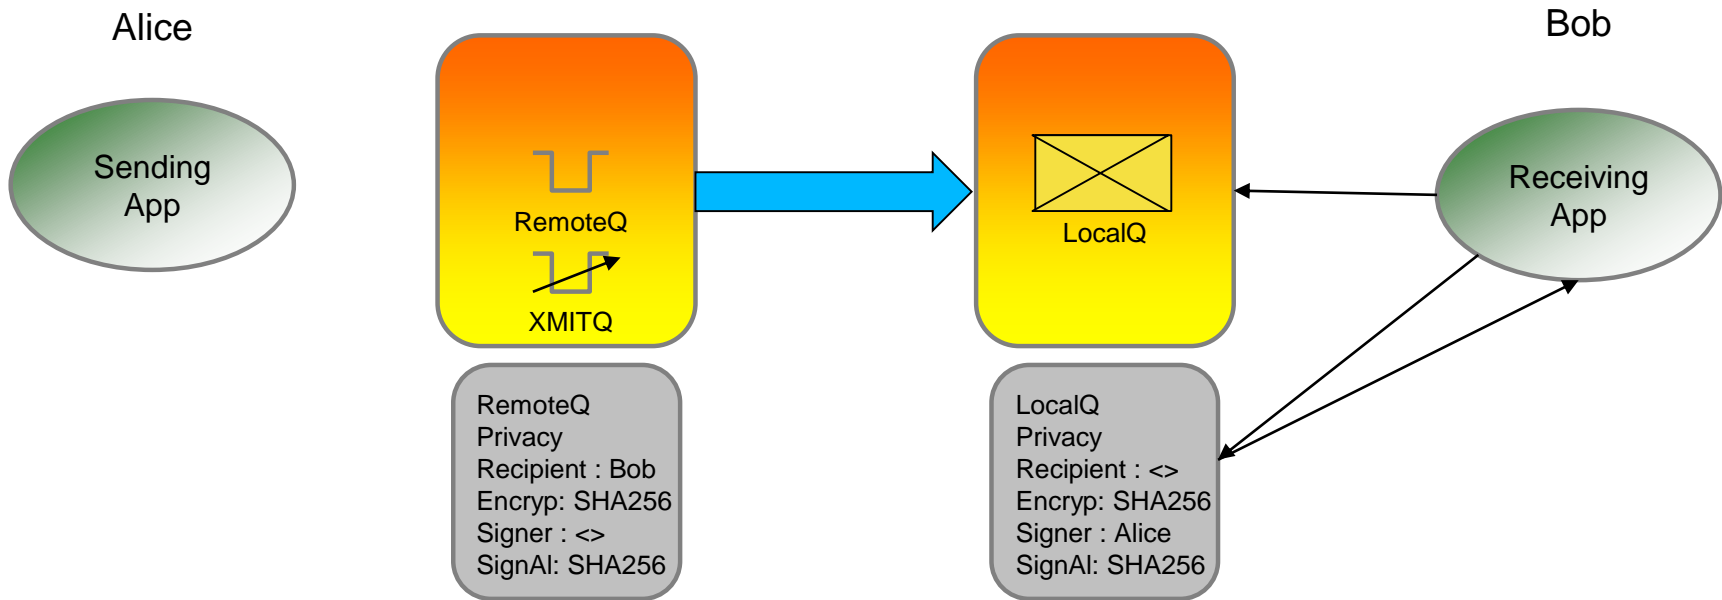 Alice
Bob
Sending
App
RemoteQ
XMITQ
LocalQ
Receiving
App
RemoteQ
Privacy
Recipient : Bob
Encryp: SHA256
Signer : <>
SignAl: SHA256
LocalQ
Privacy
Recipient : <>
Encryp: SHA256
Signer : Alice
SignAl: SHA256